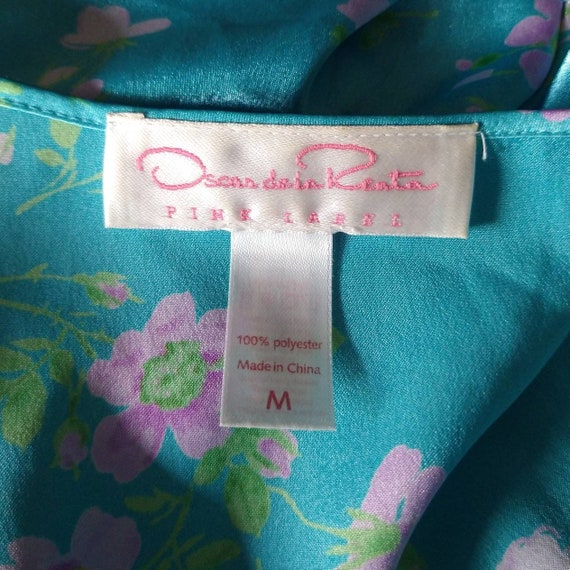 Oscar de la Renta
PINK LABEL
100% polyester
Made in China
M